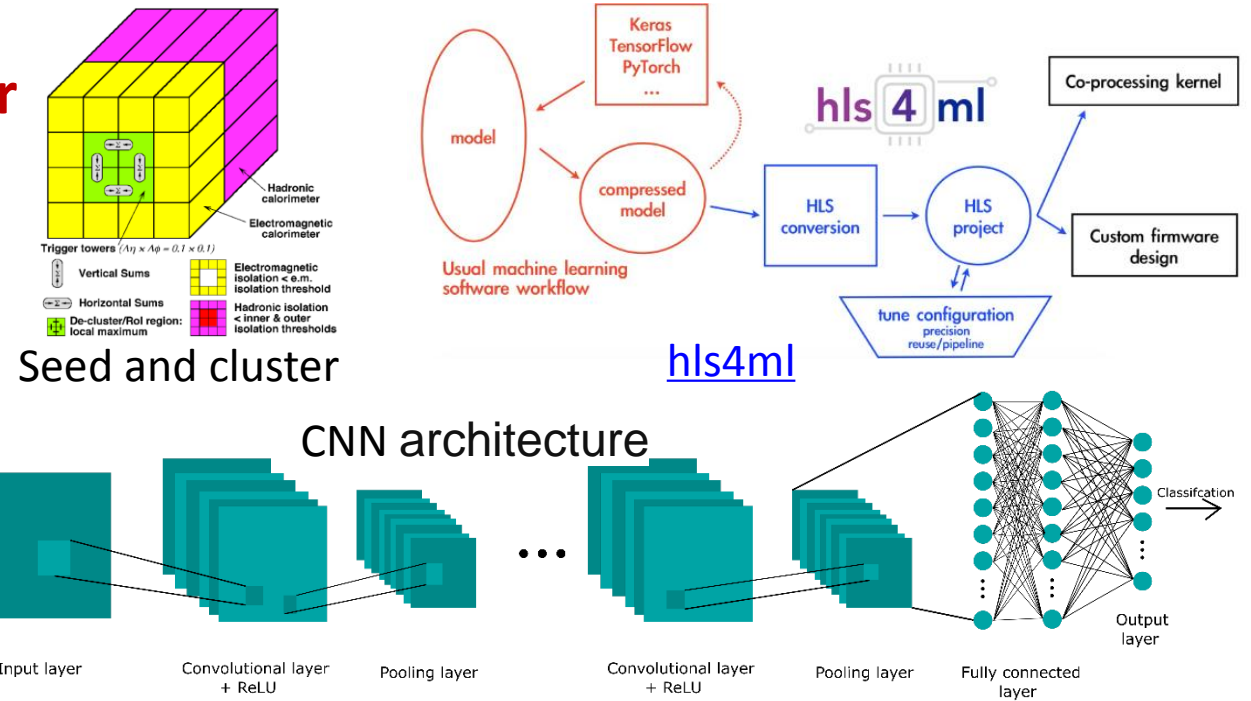 r
Hadronic
calorimeter
Electromagnetic
calorimeter
Trigger towers (Δη × Δφ = 0.1 × 0.1)
Vertical Sums
Horizontal Sums
De-cluster/RoI region:
local maximum
Electromagnetic
isolation < e.m.
isolation threshold
Hadronic isolation
< inner & outer
isolation thresholds
Seed and cluster
Keras
TensorFlow
PyTorch
...
model
compressed
model
Usual machine learning
software workflow
hls 4 ml
HLS
conversion
HLS
project
Co-processing kernel
Custom firmware
design
tune configuration
precision
reuse/pipeline
hls4ml
CNN architecture
Classifcation
Output
layer
Input layer
Convolutional layer
+ ReLU
Pooling layer
Convolutional layer
+ ReLU
Pooling layer
Fully connected
layer